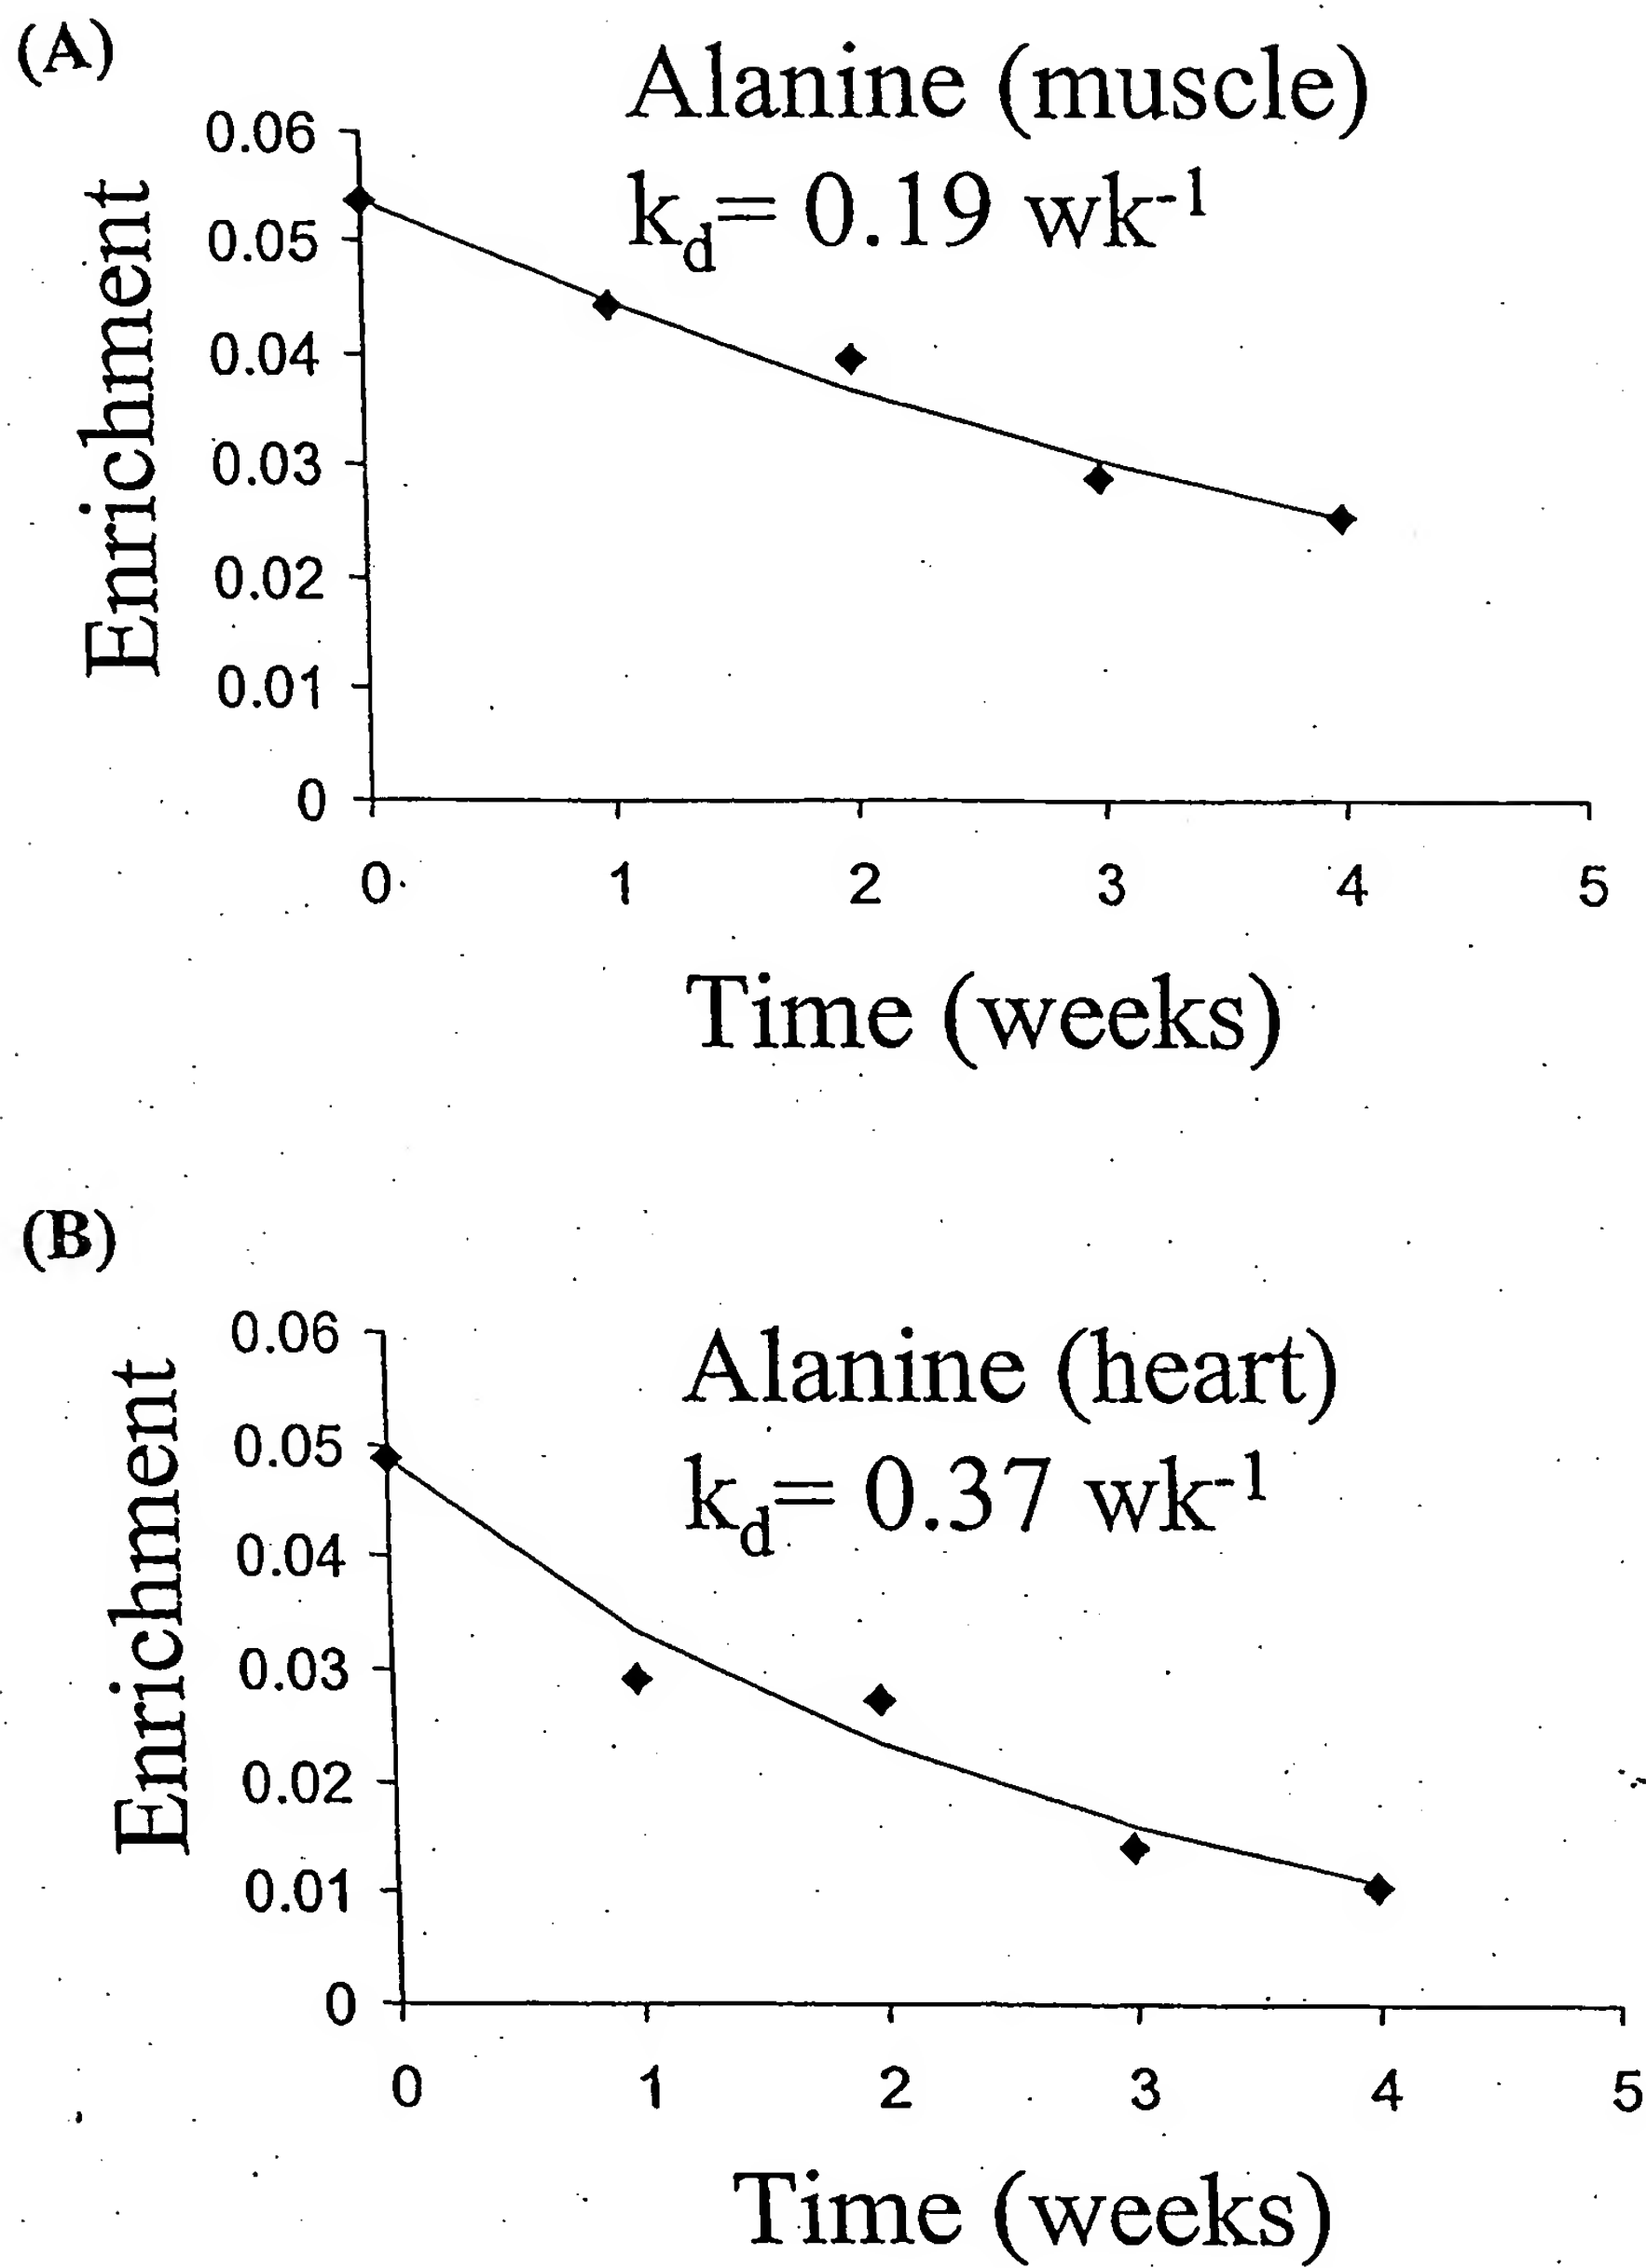 (A)
Alanine (muscle)
k_d= 0.19 wk^-1
Enrichment
0.06
0.05
0.04
0.03
0.02
0.01
0
0 1 2 3 4 5
Time (weeks)
(B)
Alanine (heart)
k_d= 0.37 wk^-1
Enrichment
0.06
0.05
0.04
0.03
0.02
0.01
0
0 1 2 3 4 5
Time (weeks)